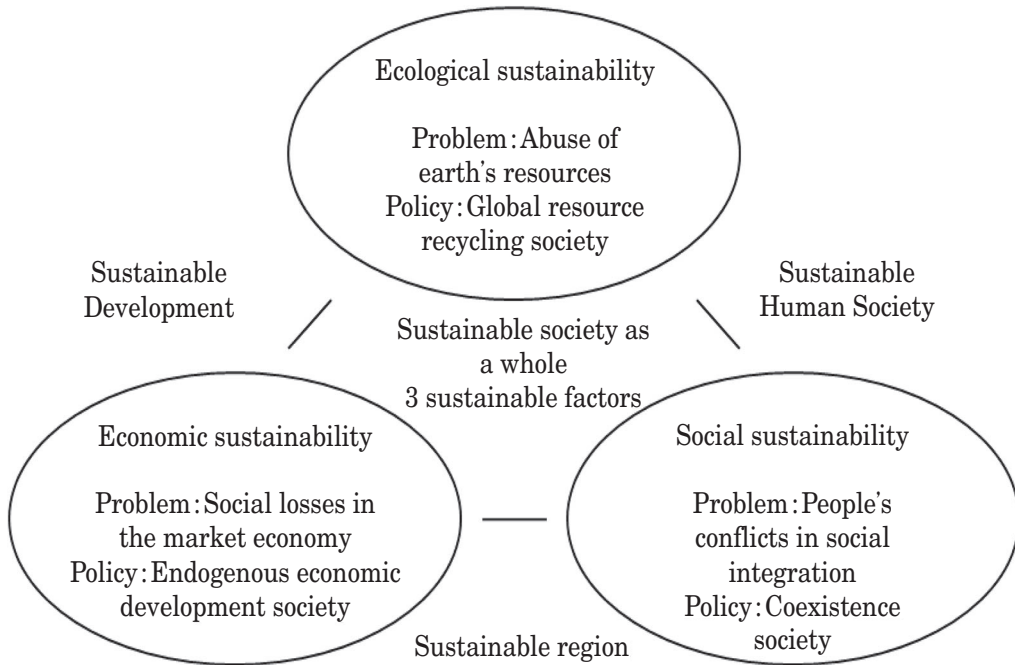 Ecological sustainability
Problem:Abuse of
earth's resources
Policy:Global resource
recycling society
Sustainable
Development
Sustainable
Human Society
Sustainable society as
a whole
3 sustainable factors
Economic sustainability
Problem:Social losses in
the market economy
Policy:Endogenous economic
development society
Social sustainability
Problem:People's
conflicts in social
integration
Policy:Coexistence
society
Sustainable region